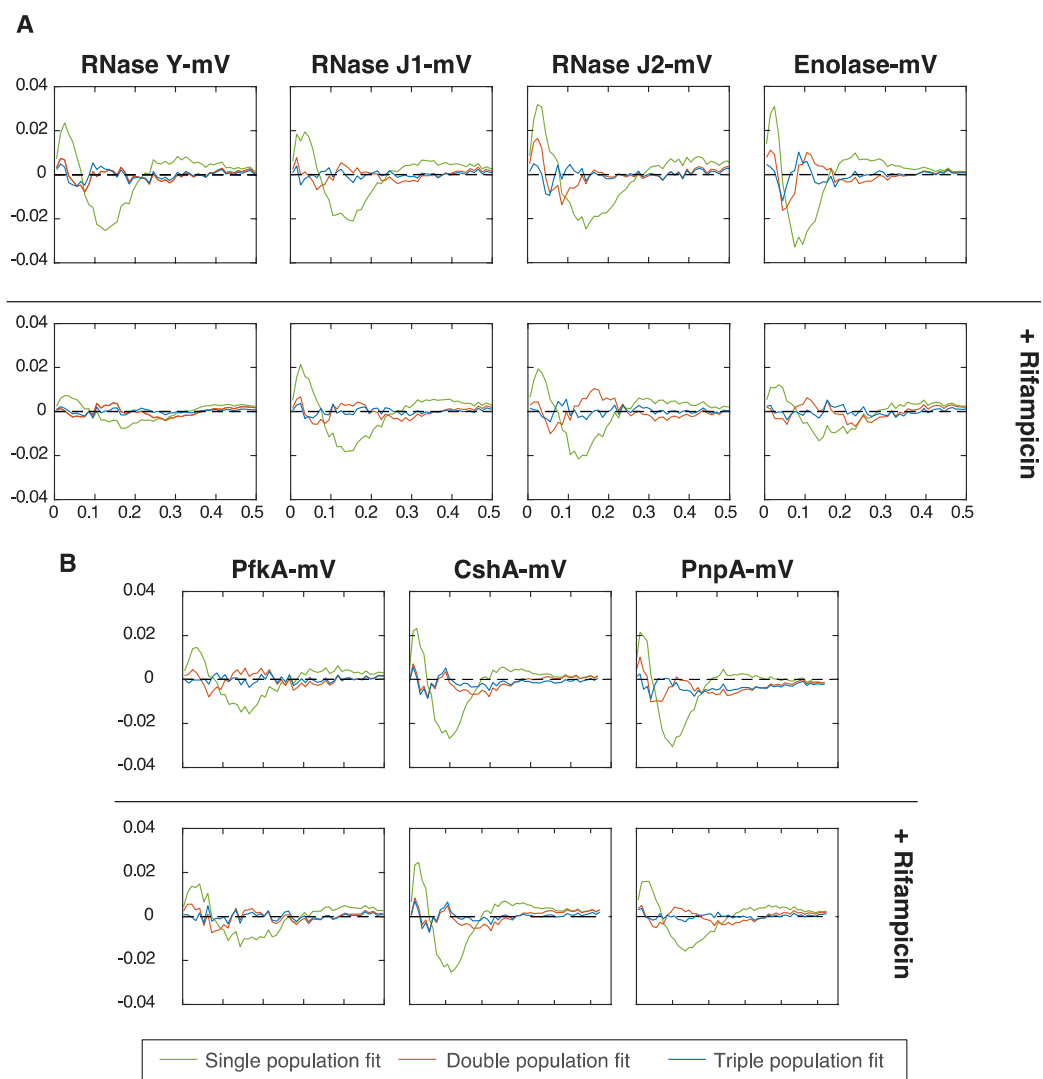 A
RNase Y-mV RNase J1-mV RNase J2-mV Enolase-mV
0.04
0.02
0
-0.02
-0.04
0.04
0.02
0
-0.02
-0.04
0 0.1 0.2 0.3 0.4 0.5 0 0.1 0.2 0.3 0.4 0.5 0 0.1 0.2 0.3 0.4 0.5 0 0.1 0.2 0.3 0.4 0.5
+ Rifampicin
B
PfkA-mV CshA-mV PnpA-mV
0.04
0.02
0
-0.02
-0.04
0.04
0.02
0
-0.02
-0.04
+ Rifampicin
Single population fit Double population fit Triple population fit